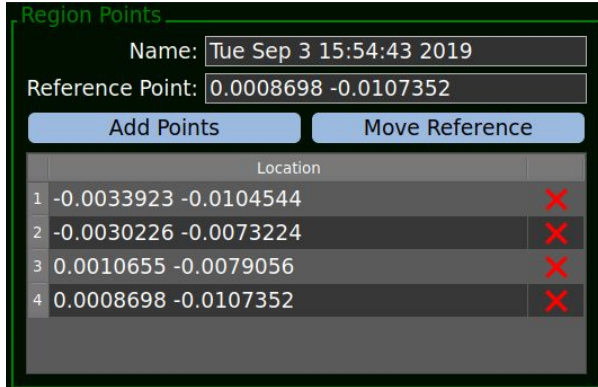 Region Points
Name: Tue Sep 3 15:54:43 2019
Reference Point: 0.0008698 -0.0107352
Add Points Move Reference
Location
1 -0.0033923 -0.0104544
2 -0.0030226 -0.0073224
3 0.0010655 -0.0079056
4 0.0008698 -0.0107352